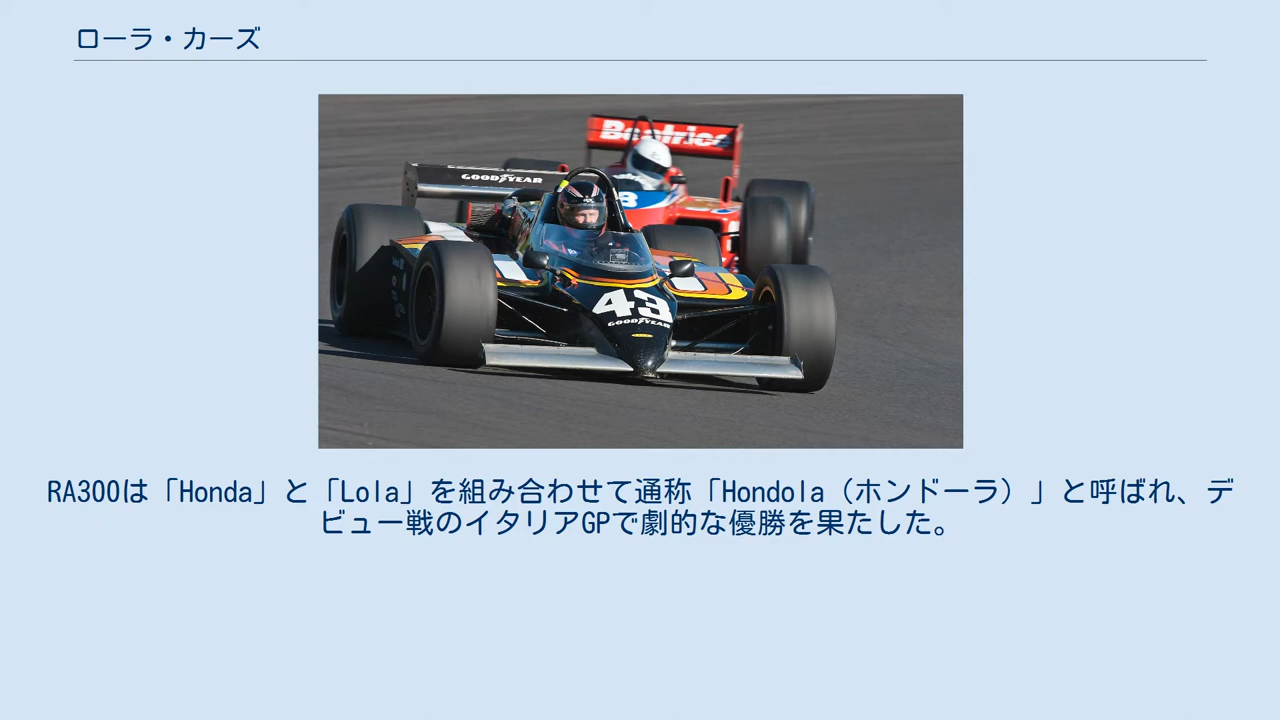 ローラ・カーズ
Beatrice
GOODYEAR
43
GOODYEAR
RA300は「Honda」と「Lola」を組み合わせて通称「Hondola（ホンドーラ）」と呼ばれ、デ
ビュー戦のイタリアGPで劇的な優勝を果たした。